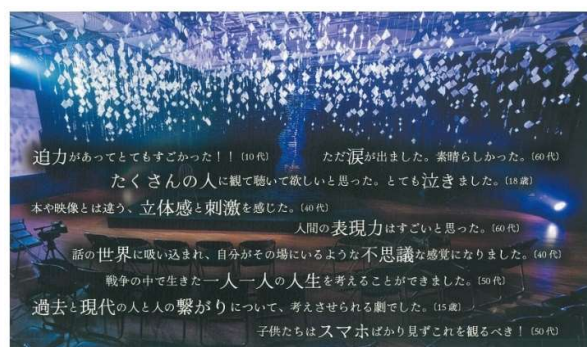 迫力があってとてもすごかった！！〔10代〕
ただ涙が出ました。素晴らしかった。〔60代〕
たくさんの人に観て聴いて欲しいと思った。とても泣きました。〔18歳〕
本や映像とは違う、立体感と刺激を感じた。〔40代〕
人間の表現力はすごいと思った。〔60代〕
話の世界に吸い込まれ、自分がその場にいるような不思議な感覚になりました。〔40代〕
戦争の中で生きた一人一人の人生を考えることができました。〔50代〕
過去と現代の人と人の繋がりについて、考えさせられる劇でした。〔15歳〕
子供たちはスマホばかり見ずこれを観るべき！〔50代〕